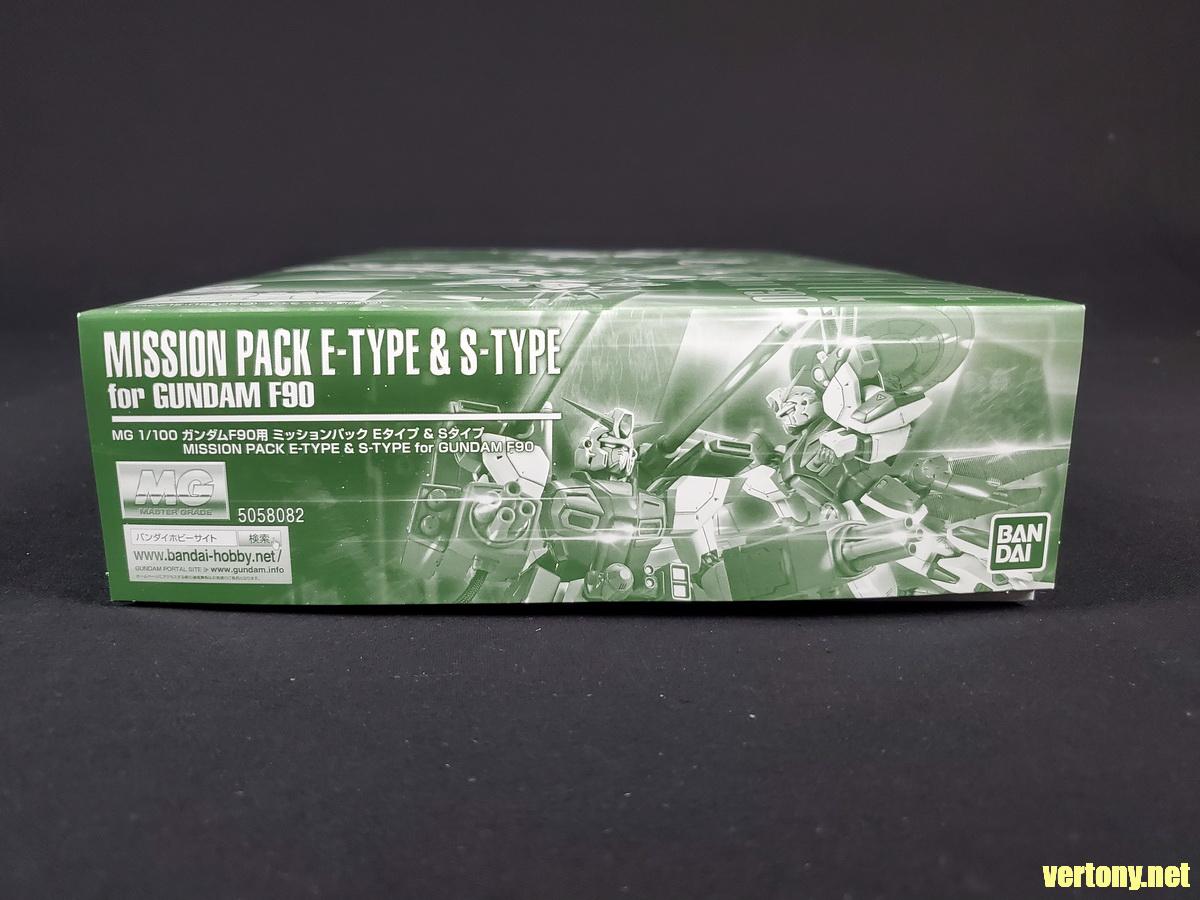 MISSION PACK E-TYPE & S-TYPE
for GUNDAM F90
MG 1/100 ガンダムF90用 ミッションパック Eタイプ & Sタイプ
MISSION PACK E-TYPE & S-TYPE for GUNDAM F90
MG
MASTER GRADE
5058082
バンダイホビーサイト 検索
www.bandai-hobby.net/
GUNDAM PORTAL SITE > www.gundam.info
BAN
DAI
vertony.net